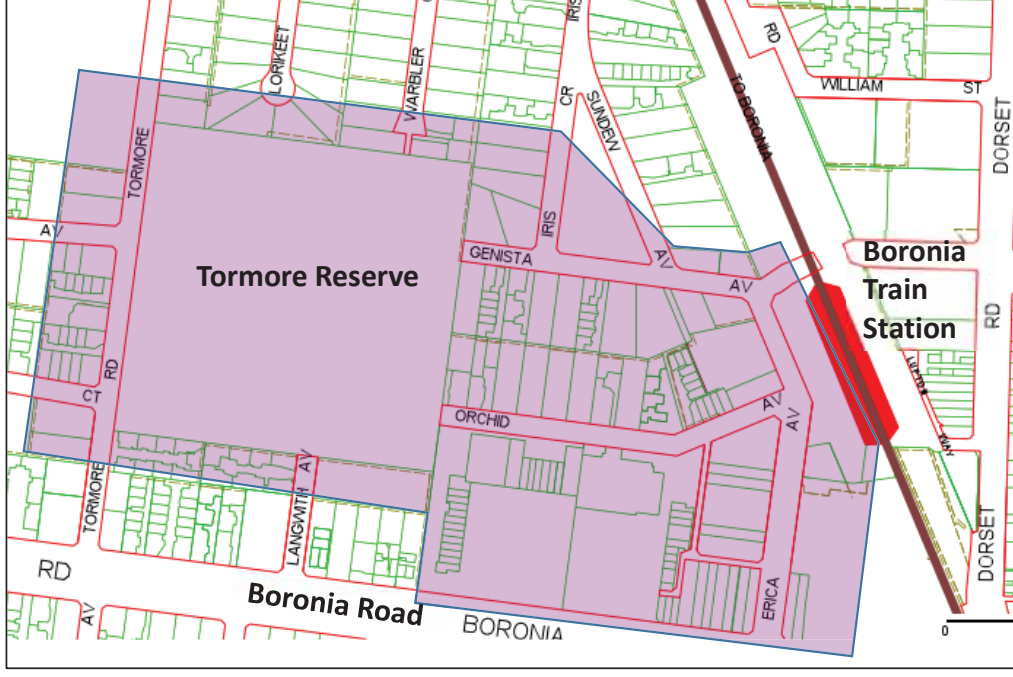 LORIKEET
WARBLER
IRIS
CR
SUNDEW
TO BORONIA
RD
WILLIAM
ST
DORSET
TORMORE
AV
Tormore Reserve
IRIS
GENISTA
AV
AV
Boronia
Train
Station
RD
LUPTON
WAY
RD
CT
ORCHID
AV
AV
TORMORE
LANGWITH
AV
DORSET
RD
AV
Boronia Road
BORONIA
ERICA
0